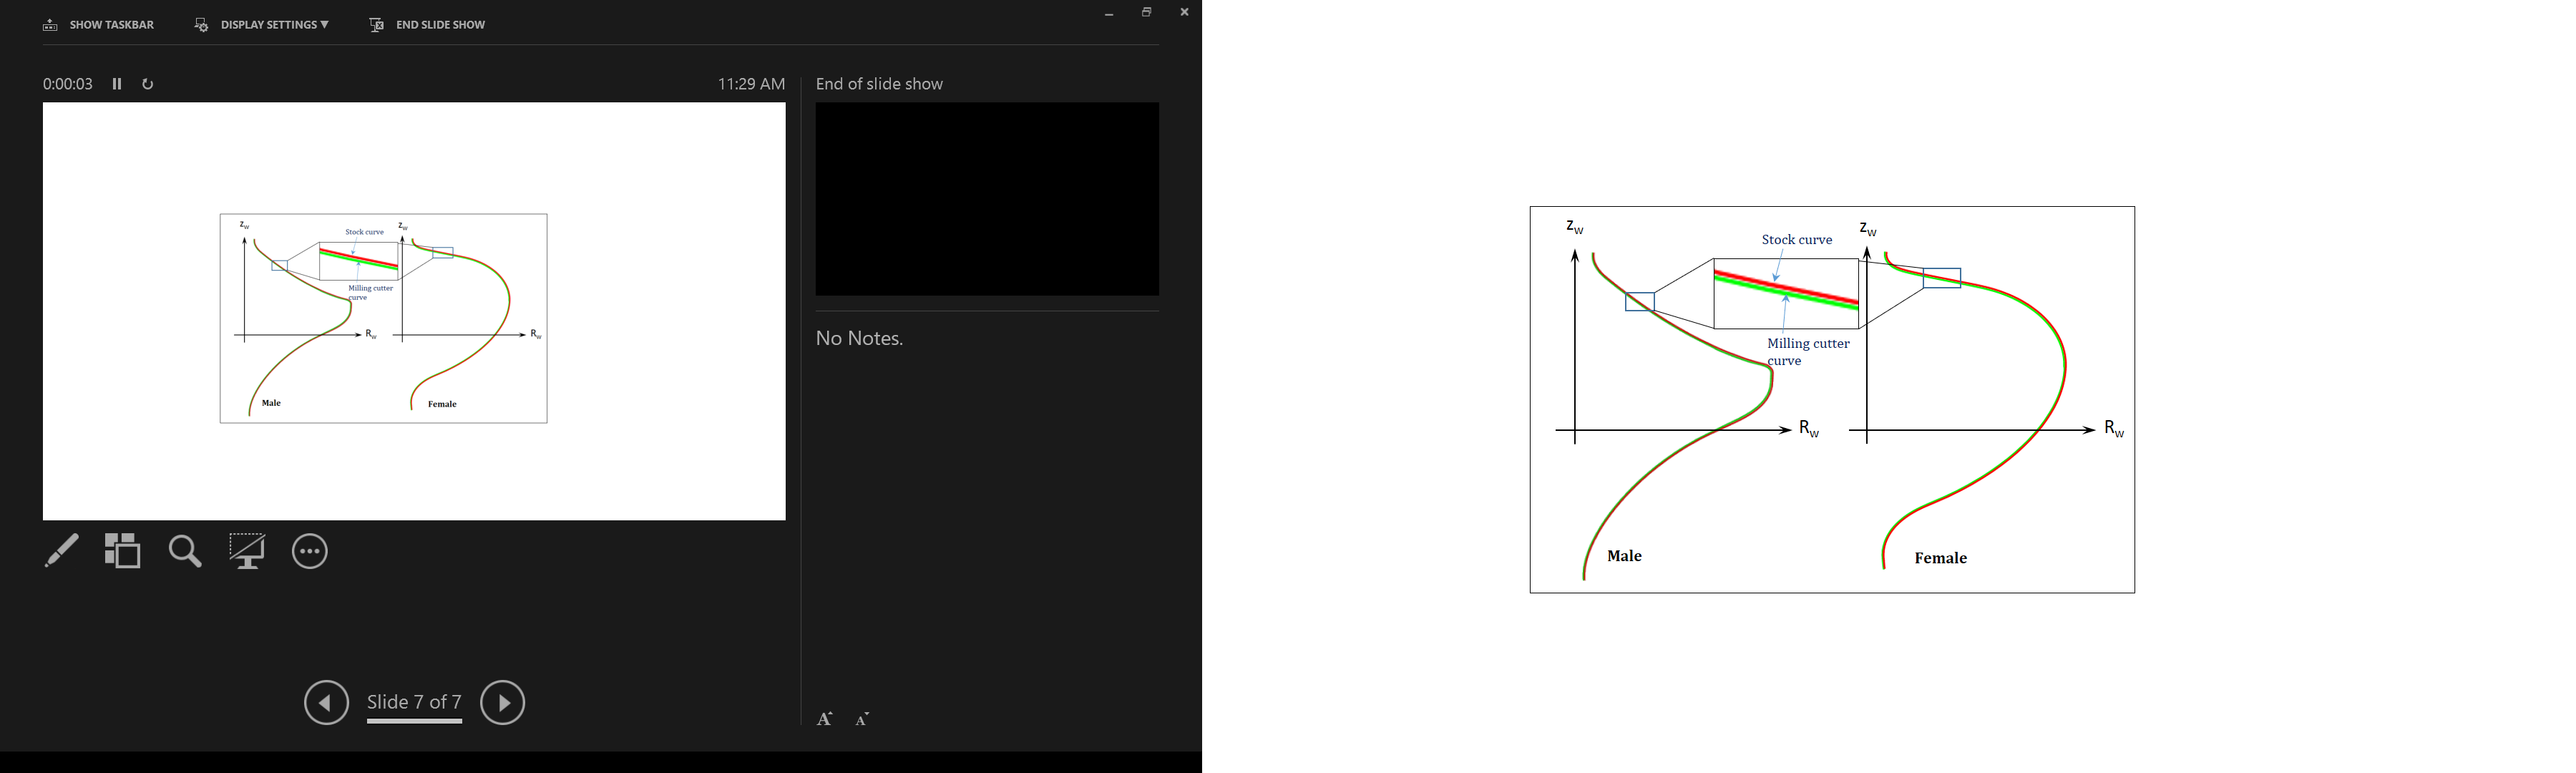 SHOW TASKBAR
DISPLAY SETTINGS ▼
END SLIDE SHOW
0:00:03
11:29 AM
End of slide show
Zw
Stock curve
Zw
Milling cutter
curve
Rw
Rw
Male
Female
No Notes.
Slide 7 of 7
A
A
Zw
Stock curve
Zw
Milling cutter
curve
Rw
Rw
Male
Female